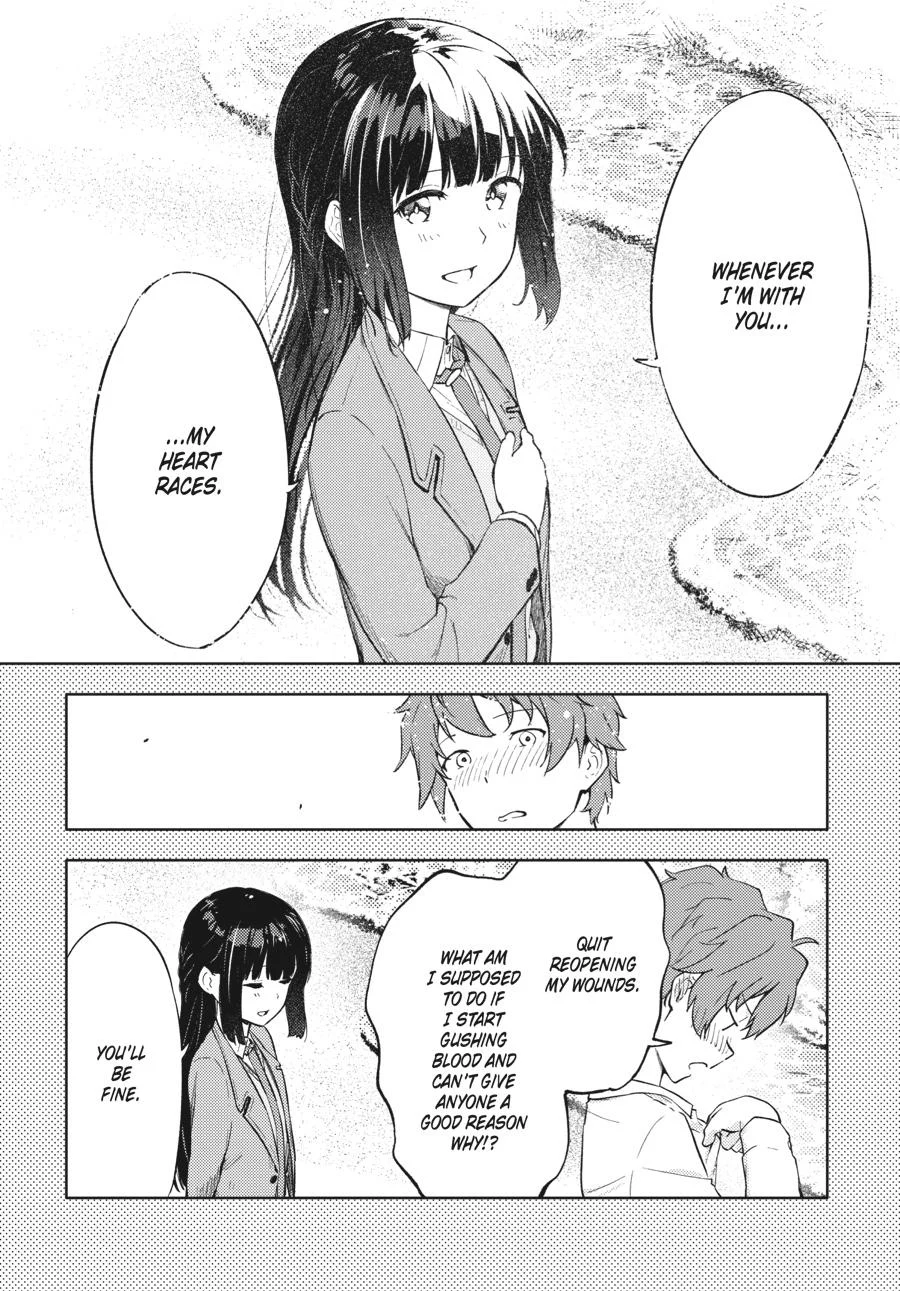 WHENEVER
I'M WITH
YOU...
...MY
HEART
RACES.
QUIT
REOPENING
MY WOUNDS.
WHAT AM
I SUPPOSED
TO DO IF
I START
GUSHING
BLOOD AND
CAN'T GIVE
ANYONE A
GOOD REASON
WHY!?
YOU'LL
BE
FINE.